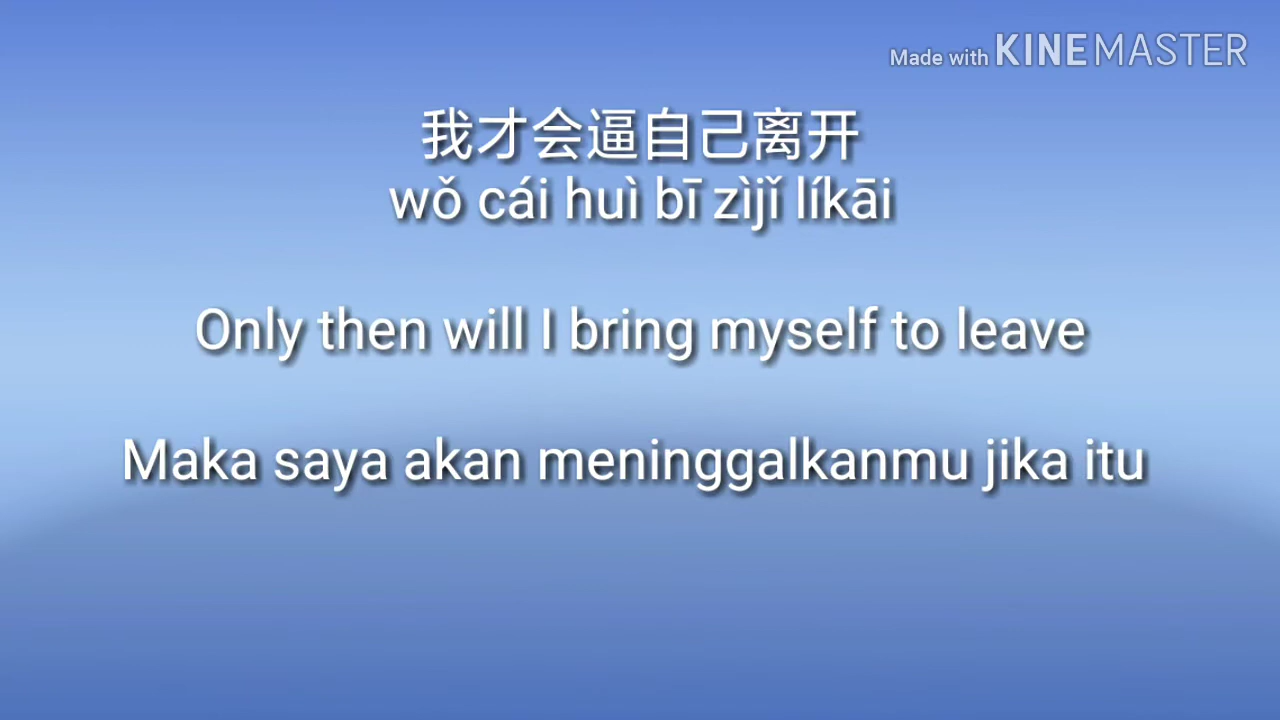 Made with KINEMASTER
我才会逼自己离开
wǒ cái huì bī zìjǐ líkāi
Only then will I bring myself to leave
Maka saya akan meninggalkanmu jika itu